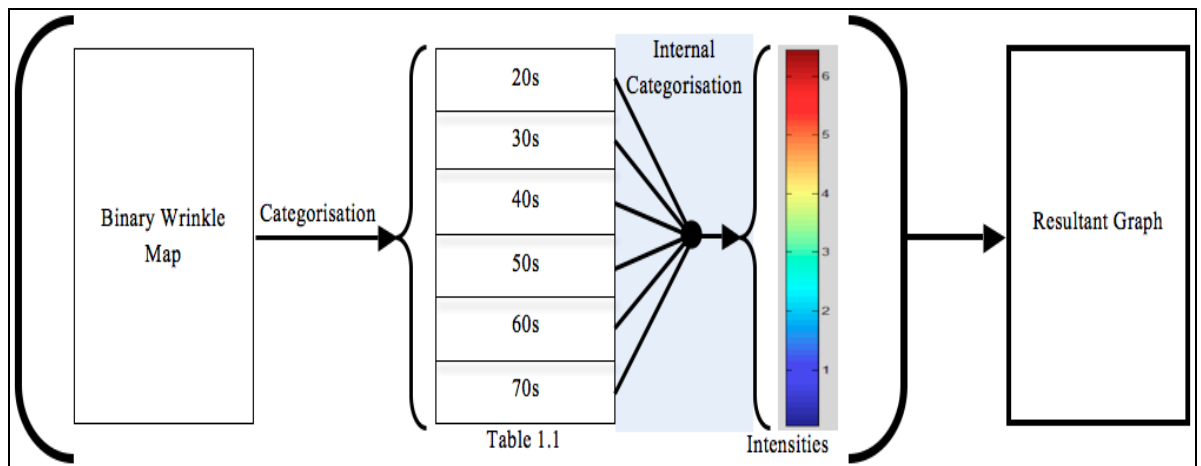 Binary Wrinkle
Map
Categorisation
20s
30s
40s
50s
60s
70s
Table 1.1
Internal
Categorisation
6
5
4
3
2
1
Intensities
Resultant Graph